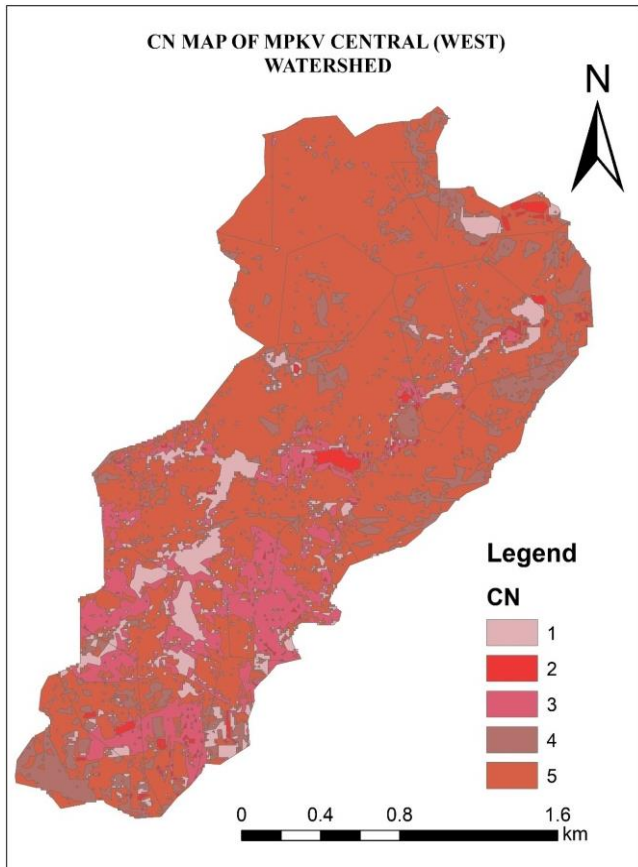 CN MAP OF MPKV CENTRAL (WEST)
WATERSHED
N
Legend
CN
1
2
3
4
5
0 0.4 0.8 1.6
km